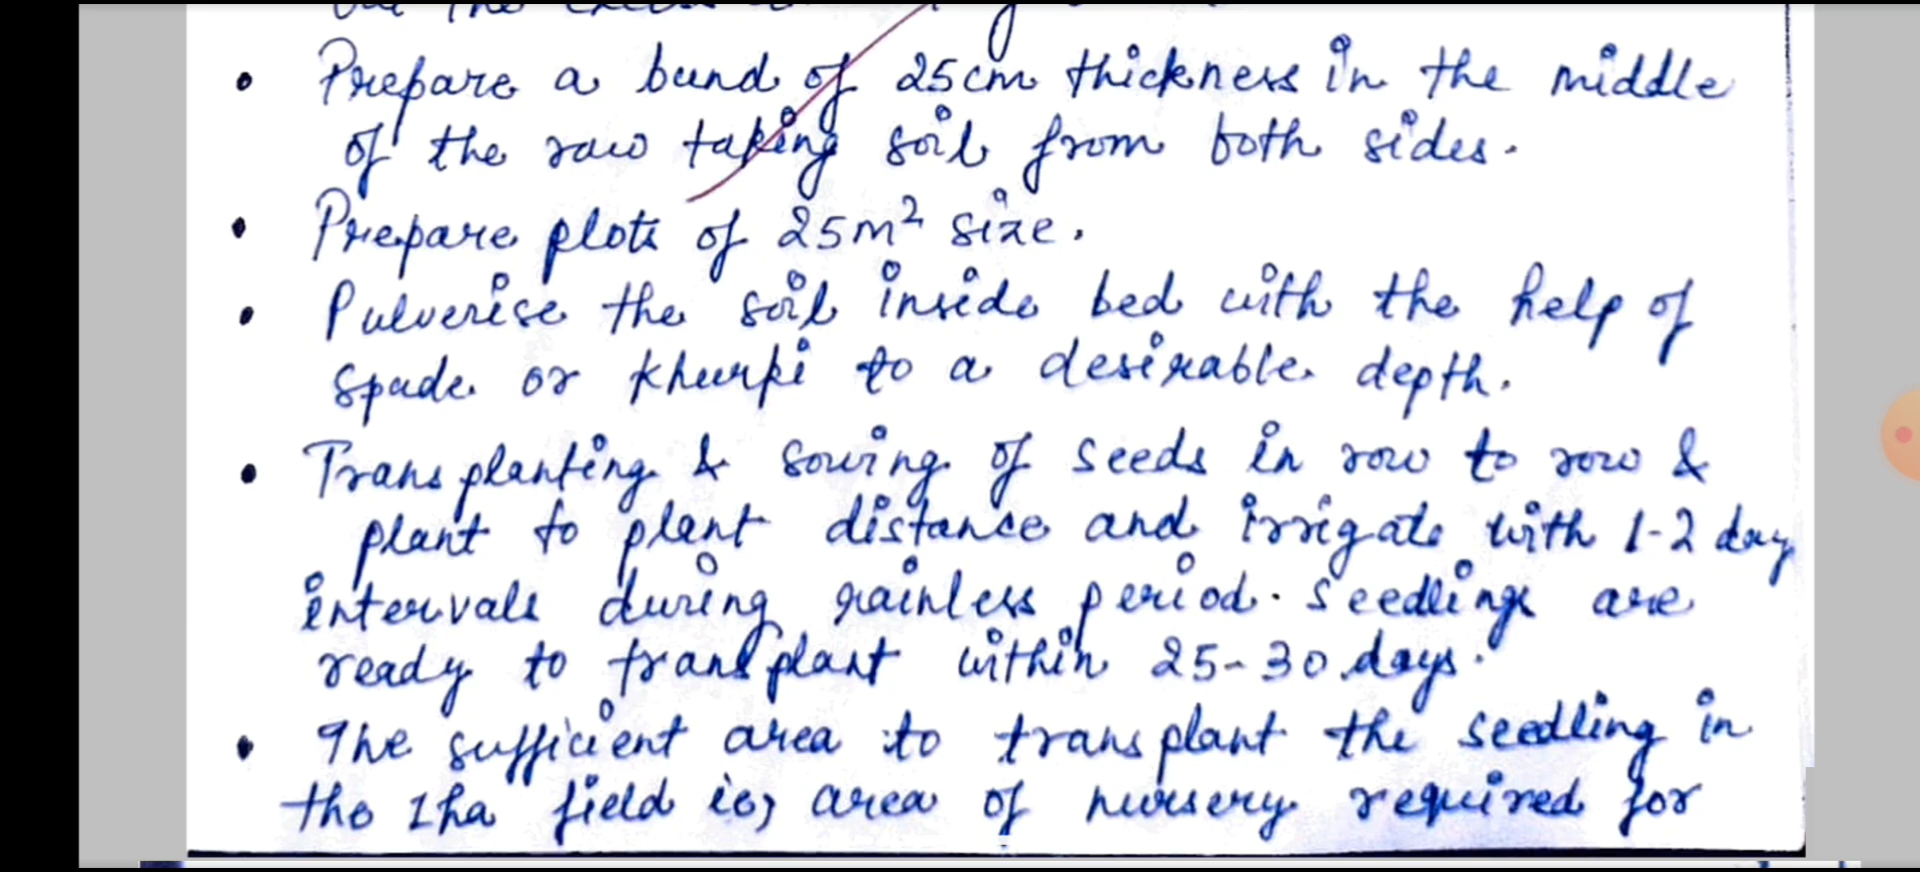 • Prepare a bund of 25cm thickness in the middle
of the row taking soil from both sides.
• Prepare plots of 25m² size.
• Pulverise the soil inside bed with the help of
spade or khurpi to a desirable depth.
• Transplanting & sowing of seeds in row to row &
plant to plant distance and irrigate with 1-2 day
intervals during rainless period. Seedlings are
ready to transplant within 25-30 days.
• The sufficient area to transplant the seedling in
the 1ha field is, area of nursery required for